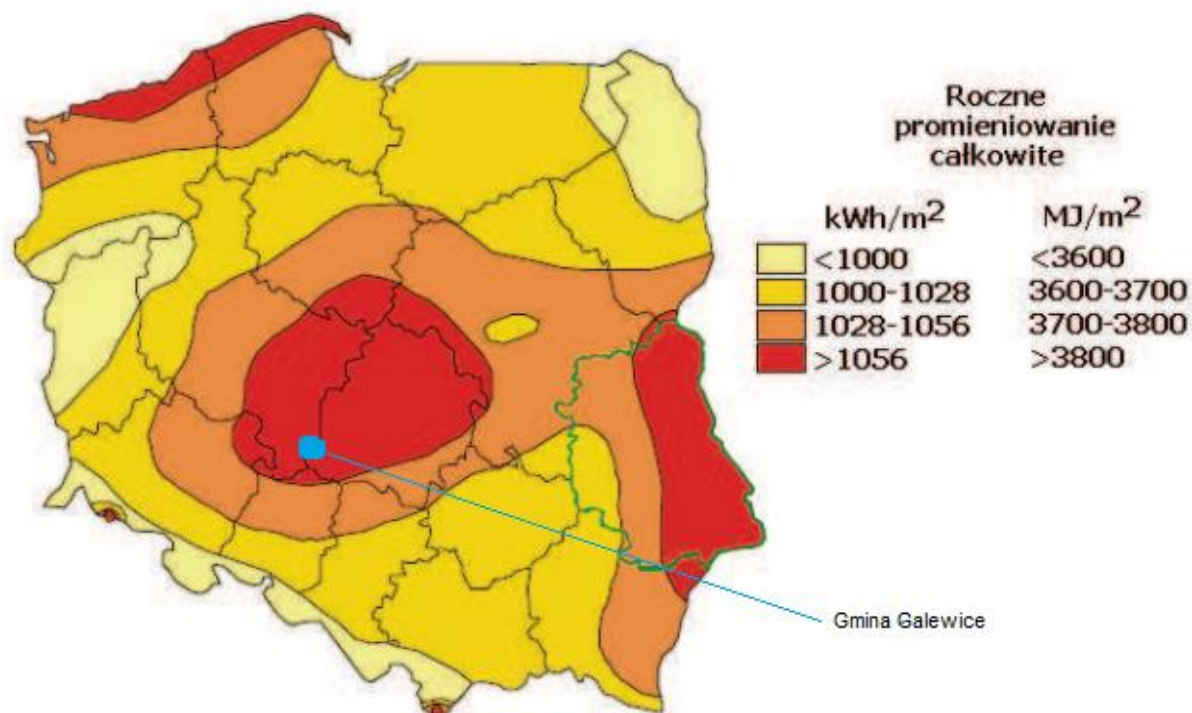 Roczne
promieniowanie
całkowite
kWh/m² MJ/m²
<1000 <3600
1000-1028 3600-3700
1028-1056 3700-3800
>1056 >3800
Gmina Galewice